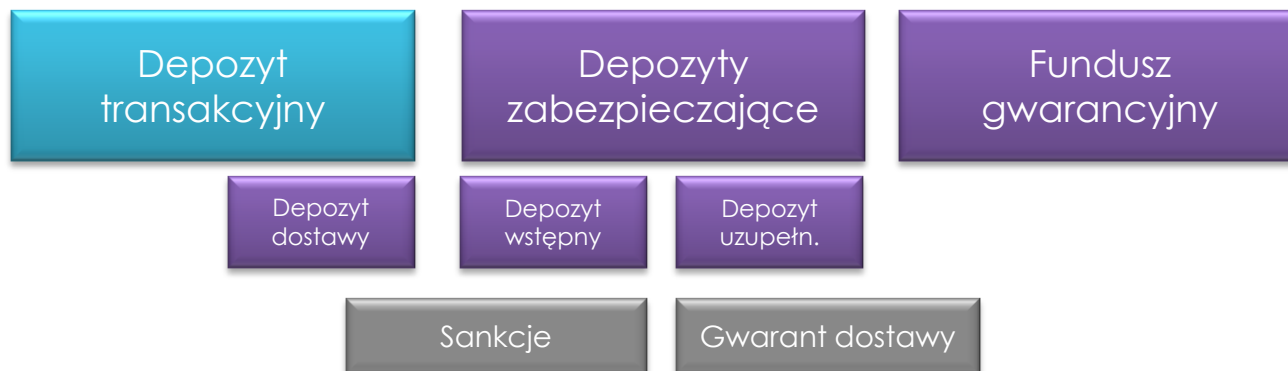 Depozyt
transakcyjny
Depozyty
zabezpieczające
Fundusz
gwarancyjny
Depozyt
dostawy
Depozyt
wstępny
Depozyt
uzupełn.
Sankcje
Gwarant dostawy